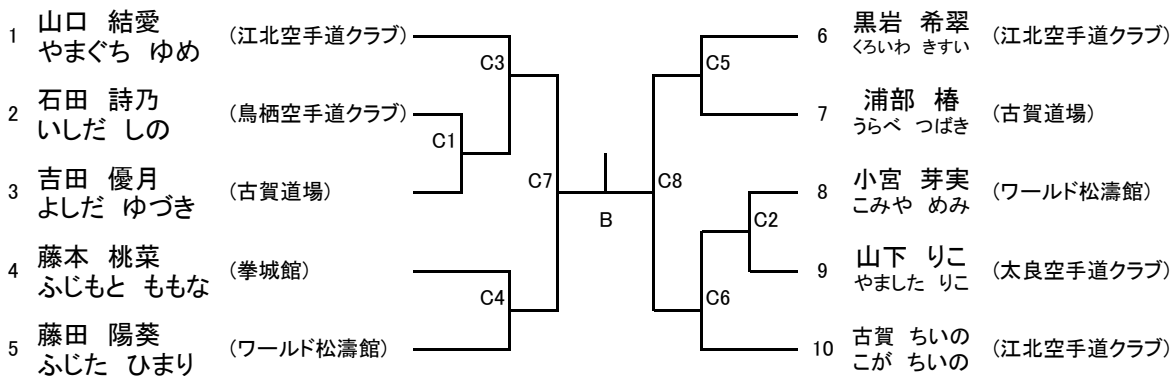 1 山口 結愛 (江北空手道クラブ)
やまぐち ゆめ
2 石田 詩乃 (鳥栖空手道クラブ)
いしだ しの
3 吉田 優月 (古賀道場)
よしだ ゆづき
4 藤本 桃菜 (拳城館)
ふじもと ももな
5 藤田 陽葵 (ワールド松濤館)
ふじた ひまり
C3
C1
C7
C4
B
C5
C8
C2
C6
6 黒岩 希翠 (江北空手道クラブ)
くろいわ きすい
7 浦部 椿 (古賀道場)
うらべ つばき
8 小宮 芽実 (ワールド松濤館)
こみや めみ
9 山下 りこ (太良空手道クラブ)
やました りこ
10 古賀 ちいの (江北空手道クラブ)
こが ちいの